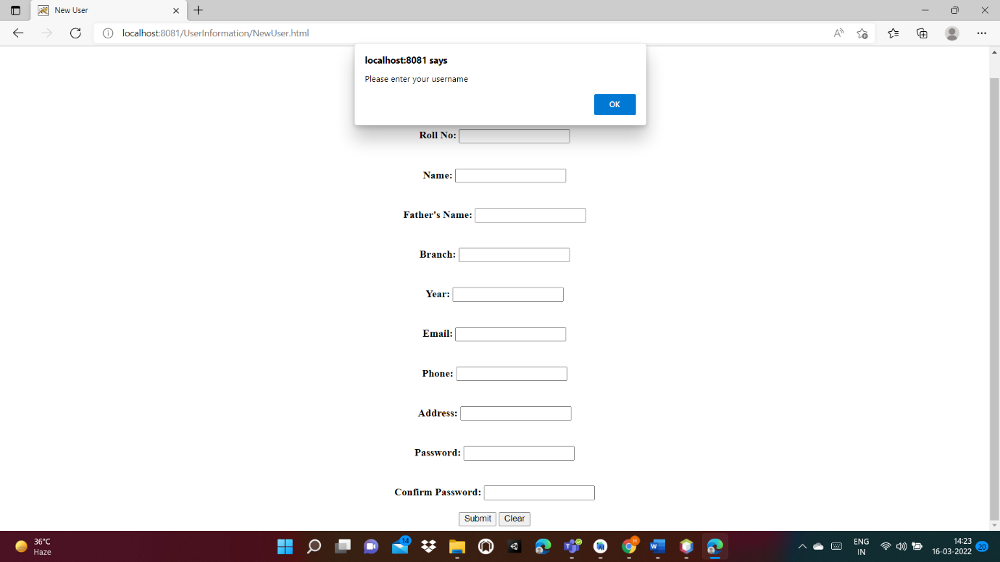 New User
localhost:8081/UserInformation/NewUser.html
localhost:8081 says
Please enter your username
OK
Roll No:
Name:
Father's Name:
Branch:
Year:
Email:
Phone:
Address:
Password:
Confirm Password:
Submit Clear
36°C
Haze
14
H
W
ENG
IN
14:23
16-03-2022
20